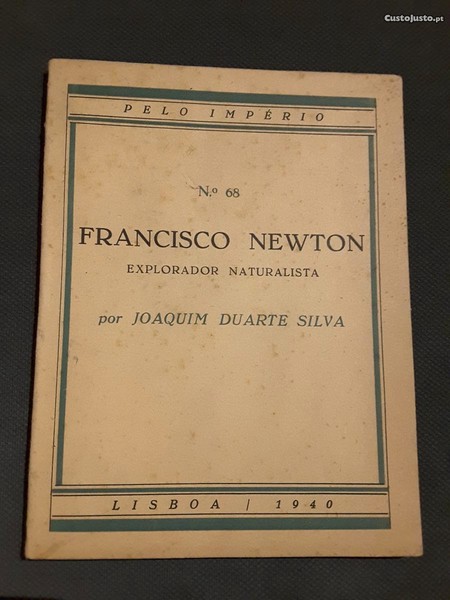 CustoJusto.pt
PELO IMPÉRIO
N.º 68
FRANCISCO NEWTON
EXPLORADOR NATURALISTA
por JOAQUIM DUARTE SILVA
LISBOA / 1940